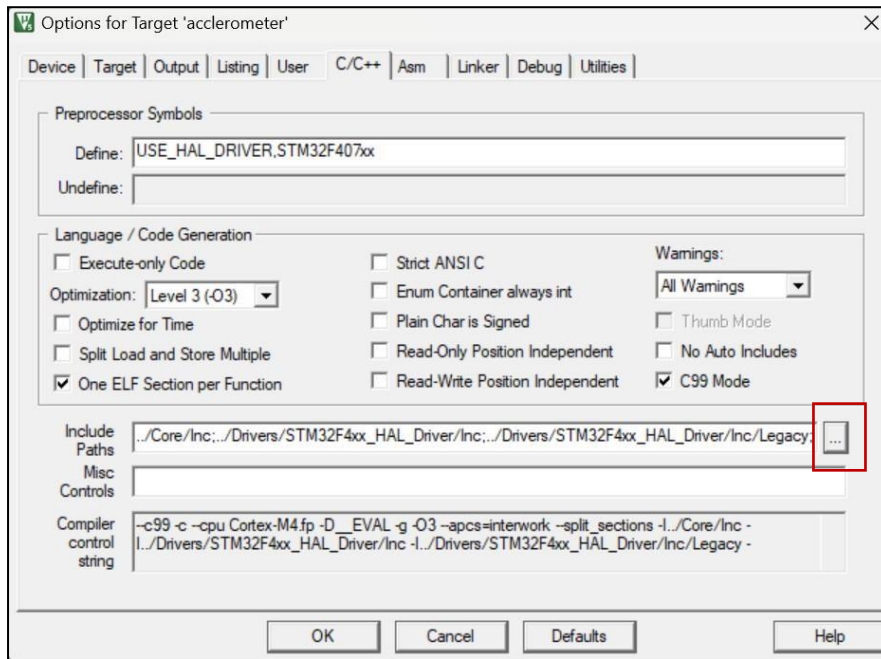 Options for Target 'acclerometer'
Device Target Output Listing User C/C++ Asm Linker Debug Utilities
Preprocessor Symbols
Define: USE_HAL_DRIVER,STM32F407xx
Undefine:
Language / Code Generation
Execute-only Code
Optimization: Level 3 (-O3)
Optimize for Time
Split Load and Store Multiple
One ELF Section per Function
Strict ANSI C
Enum Container always int
Plain Char is Signed
Read-Only Position Independent
Read-Write Position Independent
Warnings:
All Warnings
Thumb Mode
No Auto Includes
C99 Mode
Include
Paths
../Core/Inc;../Drivers/STM32F4xx_HAL_Driver/Inc;../Drivers/STM32F4xx_HAL_Driver/Inc/Legacy;
...
Misc
Controls
Compiler
control
string
--c99 -c --cpu Cortex-M4.fp -D__EVAL -g -O3 --apcs=interwork --split_sections -I../Core/Inc -
I../Drivers/STM32F4xx_HAL_Driver/Inc -I../Drivers/STM32F4xx_HAL_Driver/Inc/Legacy -
OK Cancel Defaults Help